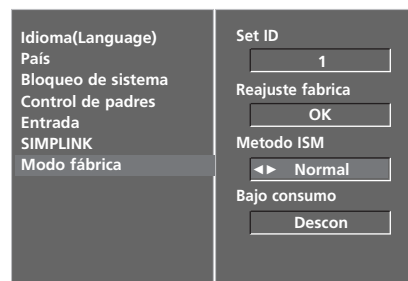 Idioma(Language)
País
Bloqueo de sistema
Control de padres
Entrada
SIMPLINK
Modo fábrica
Set ID
1
Reajuste fabrica
OK
Metodo ISM
◄► Normal
Bajo consumo
Descon